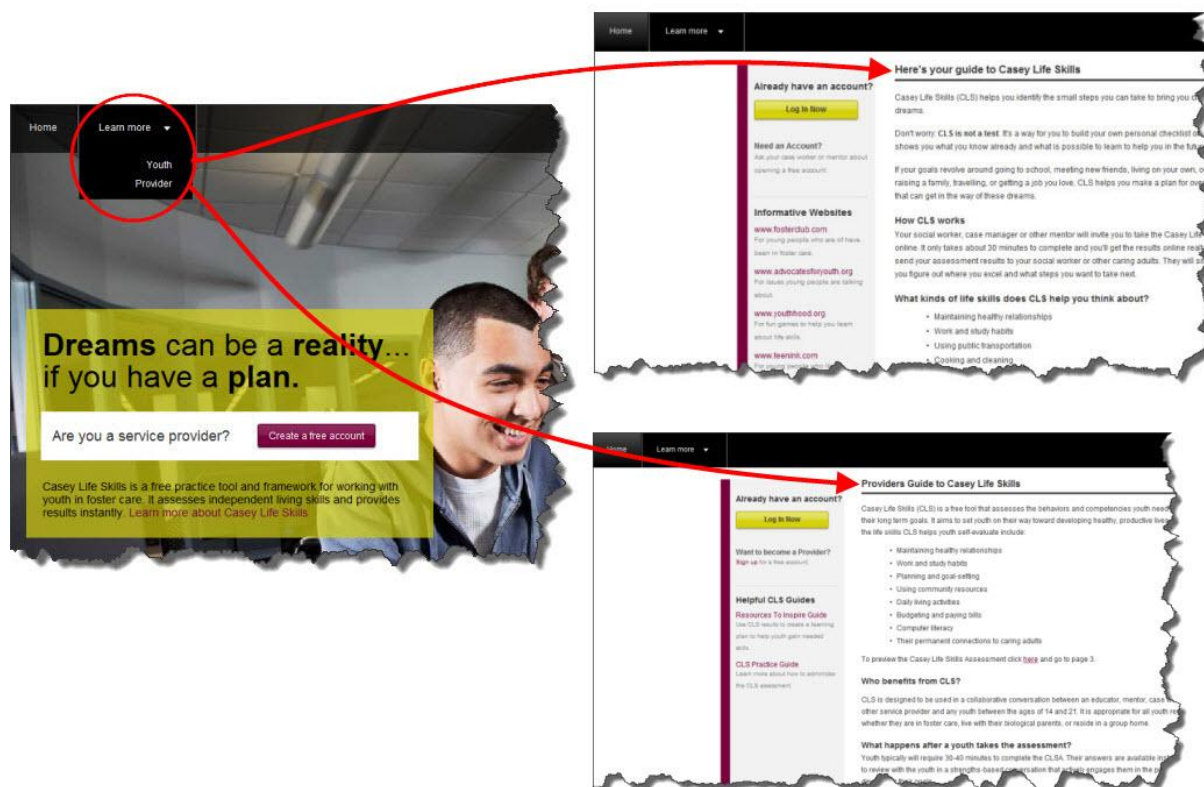 Home Learn more
Youth
Provider
Dreams can be a reality...
if you have a plan.
Are you a service provider? Create a free account
Casey Life Skills is a free practice tool and framework for working with
youth in foster care. It assesses independent living skills and provides
results instantly. Learn more about Casey Life Skills
Home Learn more
Already have an account?
Log In Now
Need an Account?
Ask your case worker or mentor about
opening a free account.
Informative Websites
www.fosterclub.com
For young people who are of have
been in foster care.
www.advocatesforyouth.org
For issues young people are talking
about.
www.youthhood.org
For fun games to help you learn
about life skills.
www.teenink.com
For young people who
Here's your guide to Casey Life Skills
Casey Life Skills (CLS) helps you identify the small steps you can take to bring you
dreams.
Don't worry: CLS is not a test. It's a way for you to build your own personal checklist
shows you what you know already and what is possible to learn to help you in the
If your goals revolve around going to school, meeting new friends, living on your own,
raising a family, travelling, or getting a job you love, CLS helps you make a plan for
that can get in the way of these dreams.
How CLS works
Your social worker, case manager or other mentor will invite you to take the Casey Life
online. It only takes about 30 minutes to complete and you'll get the results online
send your assessment results to your social worker or other caring adults. They will
you figure out where you excel and what steps you want to take next.
What kinds of life skills does CLS help you think about?
• Maintaining healthy relationships
• Work and study habits
• Using public transportation
• Cooking and cleaning
Home Learn more
Already have an account?
Log In Now
Want to become a Provider?
Sign up for a free account.
Helpful CLS Guides
Resources To Inspire Guide
Use CLS results to create a learning
plan to help youth gain needed
skills.
CLS Practice Guide
Learn more about how to administer
the CLS assessment.
Providers Guide to Casey Life Skills
Casey Life Skills (CLS) is a free tool that assesses the behaviors and competencies youth need
their long term goals. It aims to set youth on their way toward developing healthy, productive
the life skills CLS helps youth self-evaluate include:
• Maintaining healthy relationships
• Work and study habits
• Planning and goal-setting
• Using community resources
• Daily living activities
• Budgeting and paying bills
• Computer literacy
• Their permanent connections to caring adults
To preview the Casey Life Skills Assessment click here and go to page 3.
Who benefits from CLS?
CLS is designed to be used in a collaborative conversation between an educator, mentor, case
other service provider and any youth between the ages of 14 and 21. It is appropriate for all youth
whether they are in foster care, live with their biological parents, or reside in a group home.
What happens after a youth takes the assessment?
Youth typically will require 30-40 minutes to complete the CLSA. Their answers are available
to review with the youth in a strengths-based conversation that actively engages them in the